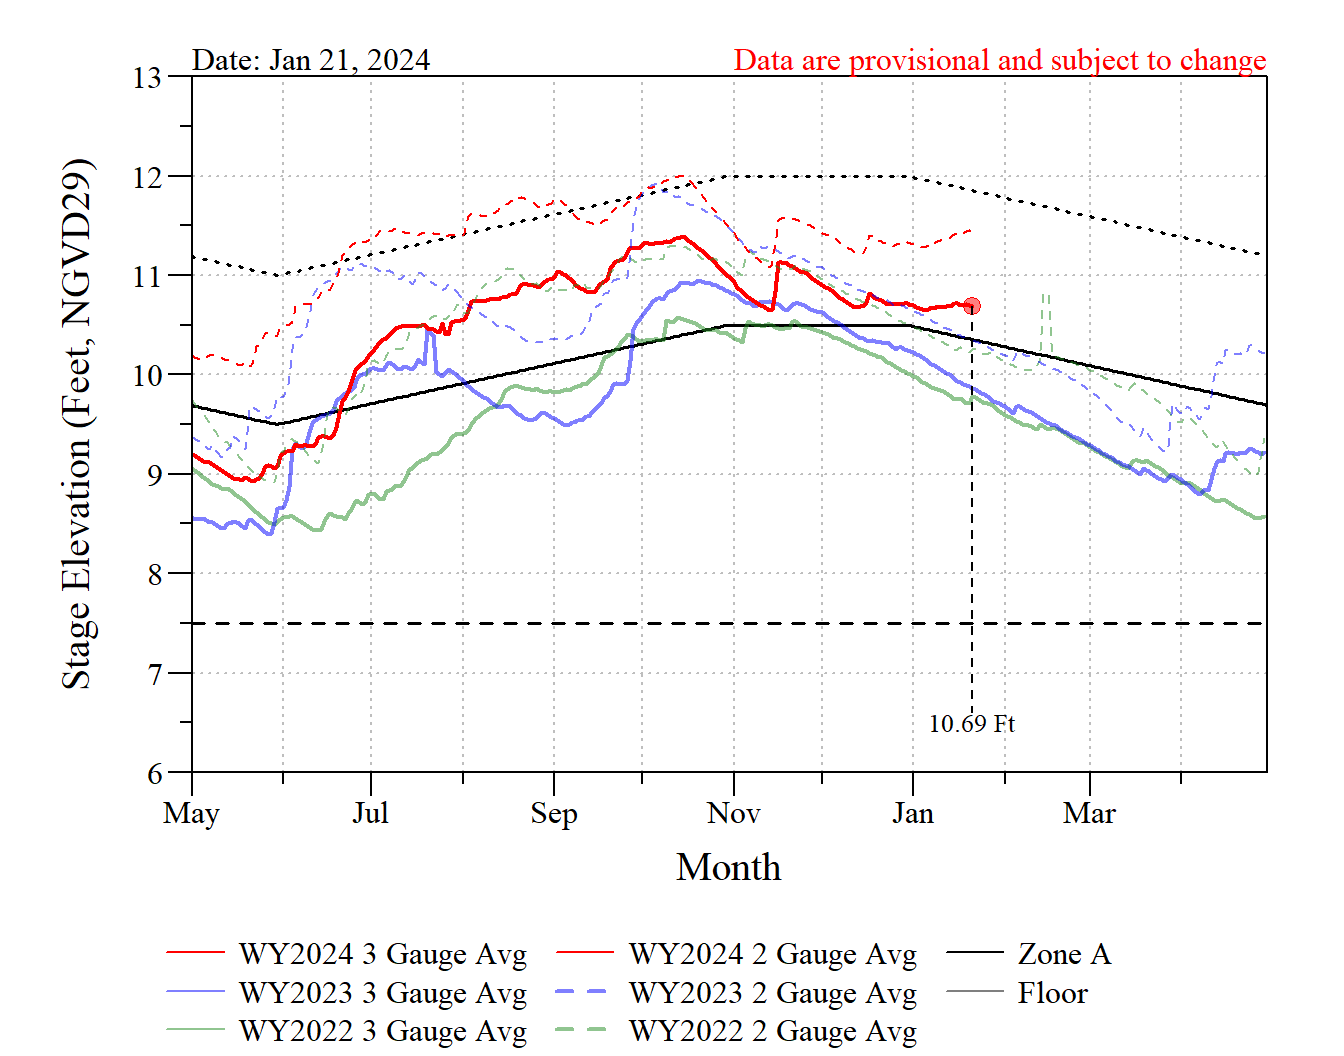 Date: Jan 21, 2024
Data are provisional and subject to change
Stage Elevation (Feet, NGVD29)
13
12
11
10
9
8
7
6
10.69 Ft
May Jul Sep Nov Jan Mar
Month
WY2024 3 Gauge Avg WY2024 2 Gauge Avg Zone A
WY2023 3 Gauge Avg WY2023 2 Gauge Avg Floor
WY2022 3 Gauge Avg WY2022 2 Gauge Avg